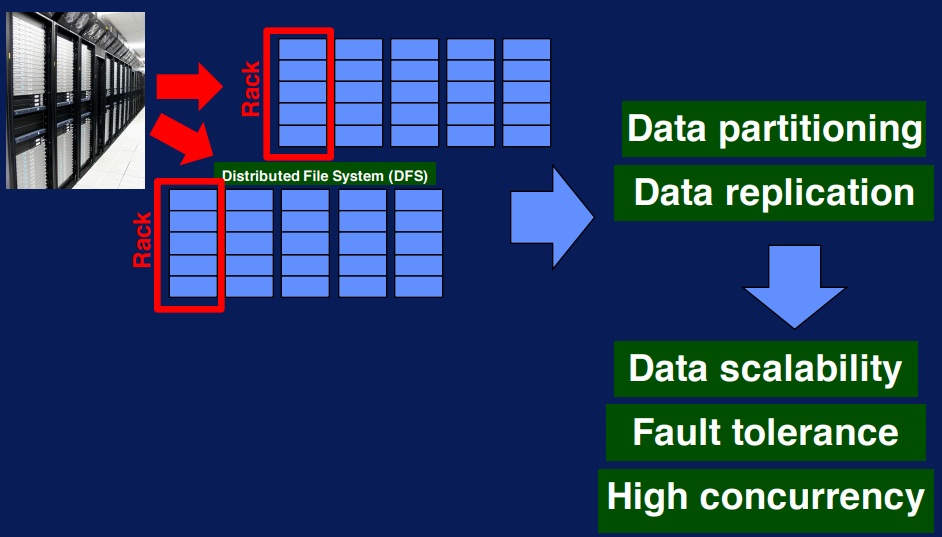 Rack
Distributed File System (DFS)
Rack
Data partitioning
Data replication
Data scalability
Fault tolerance
High concurrency